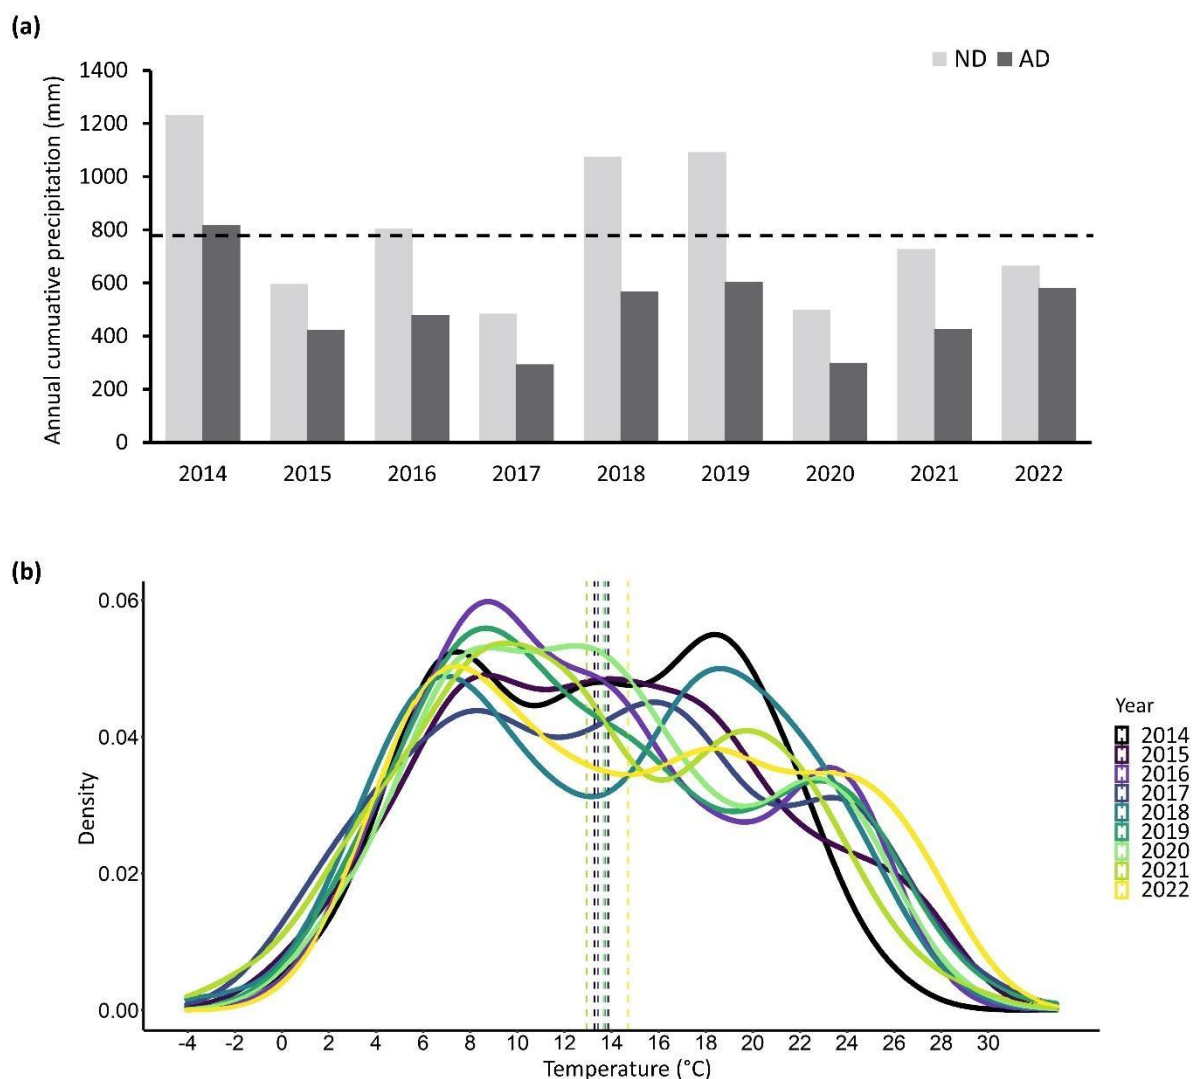 (a)
ND AD
Annual cumuative precipitation (mm)
1400
1200
1000
800
600
400
200
0
2014 2015 2016 2017 2018 2019 2020 2021 2022
(b)
Density
0.06
0.04
0.02
0.00
-4 -2 0 2 4 6 8 10 12 14 16 18 20 22 24 26 28 30
Temperature (°C)
Year
2014
2015
2016
2017
2018
2019
2020
2021
2022